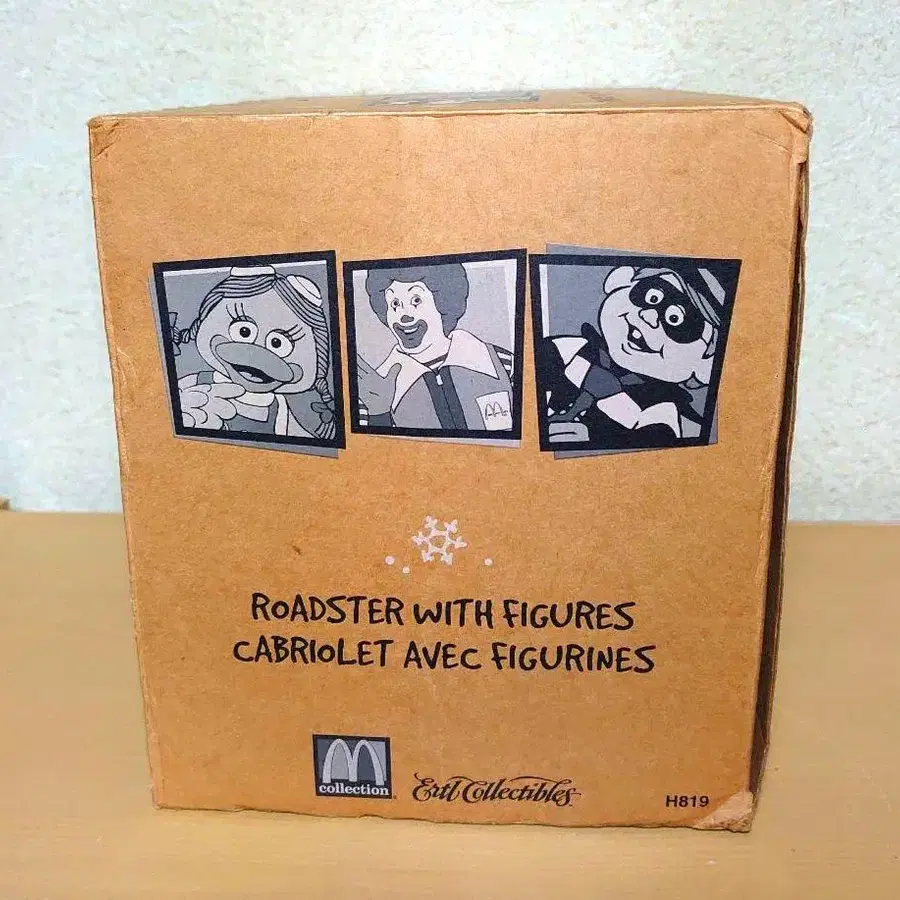 ROADSTER WITH FIGURES
CABRIOLET AVEC FIGURINES
collection
Ertl Collectibles
H819